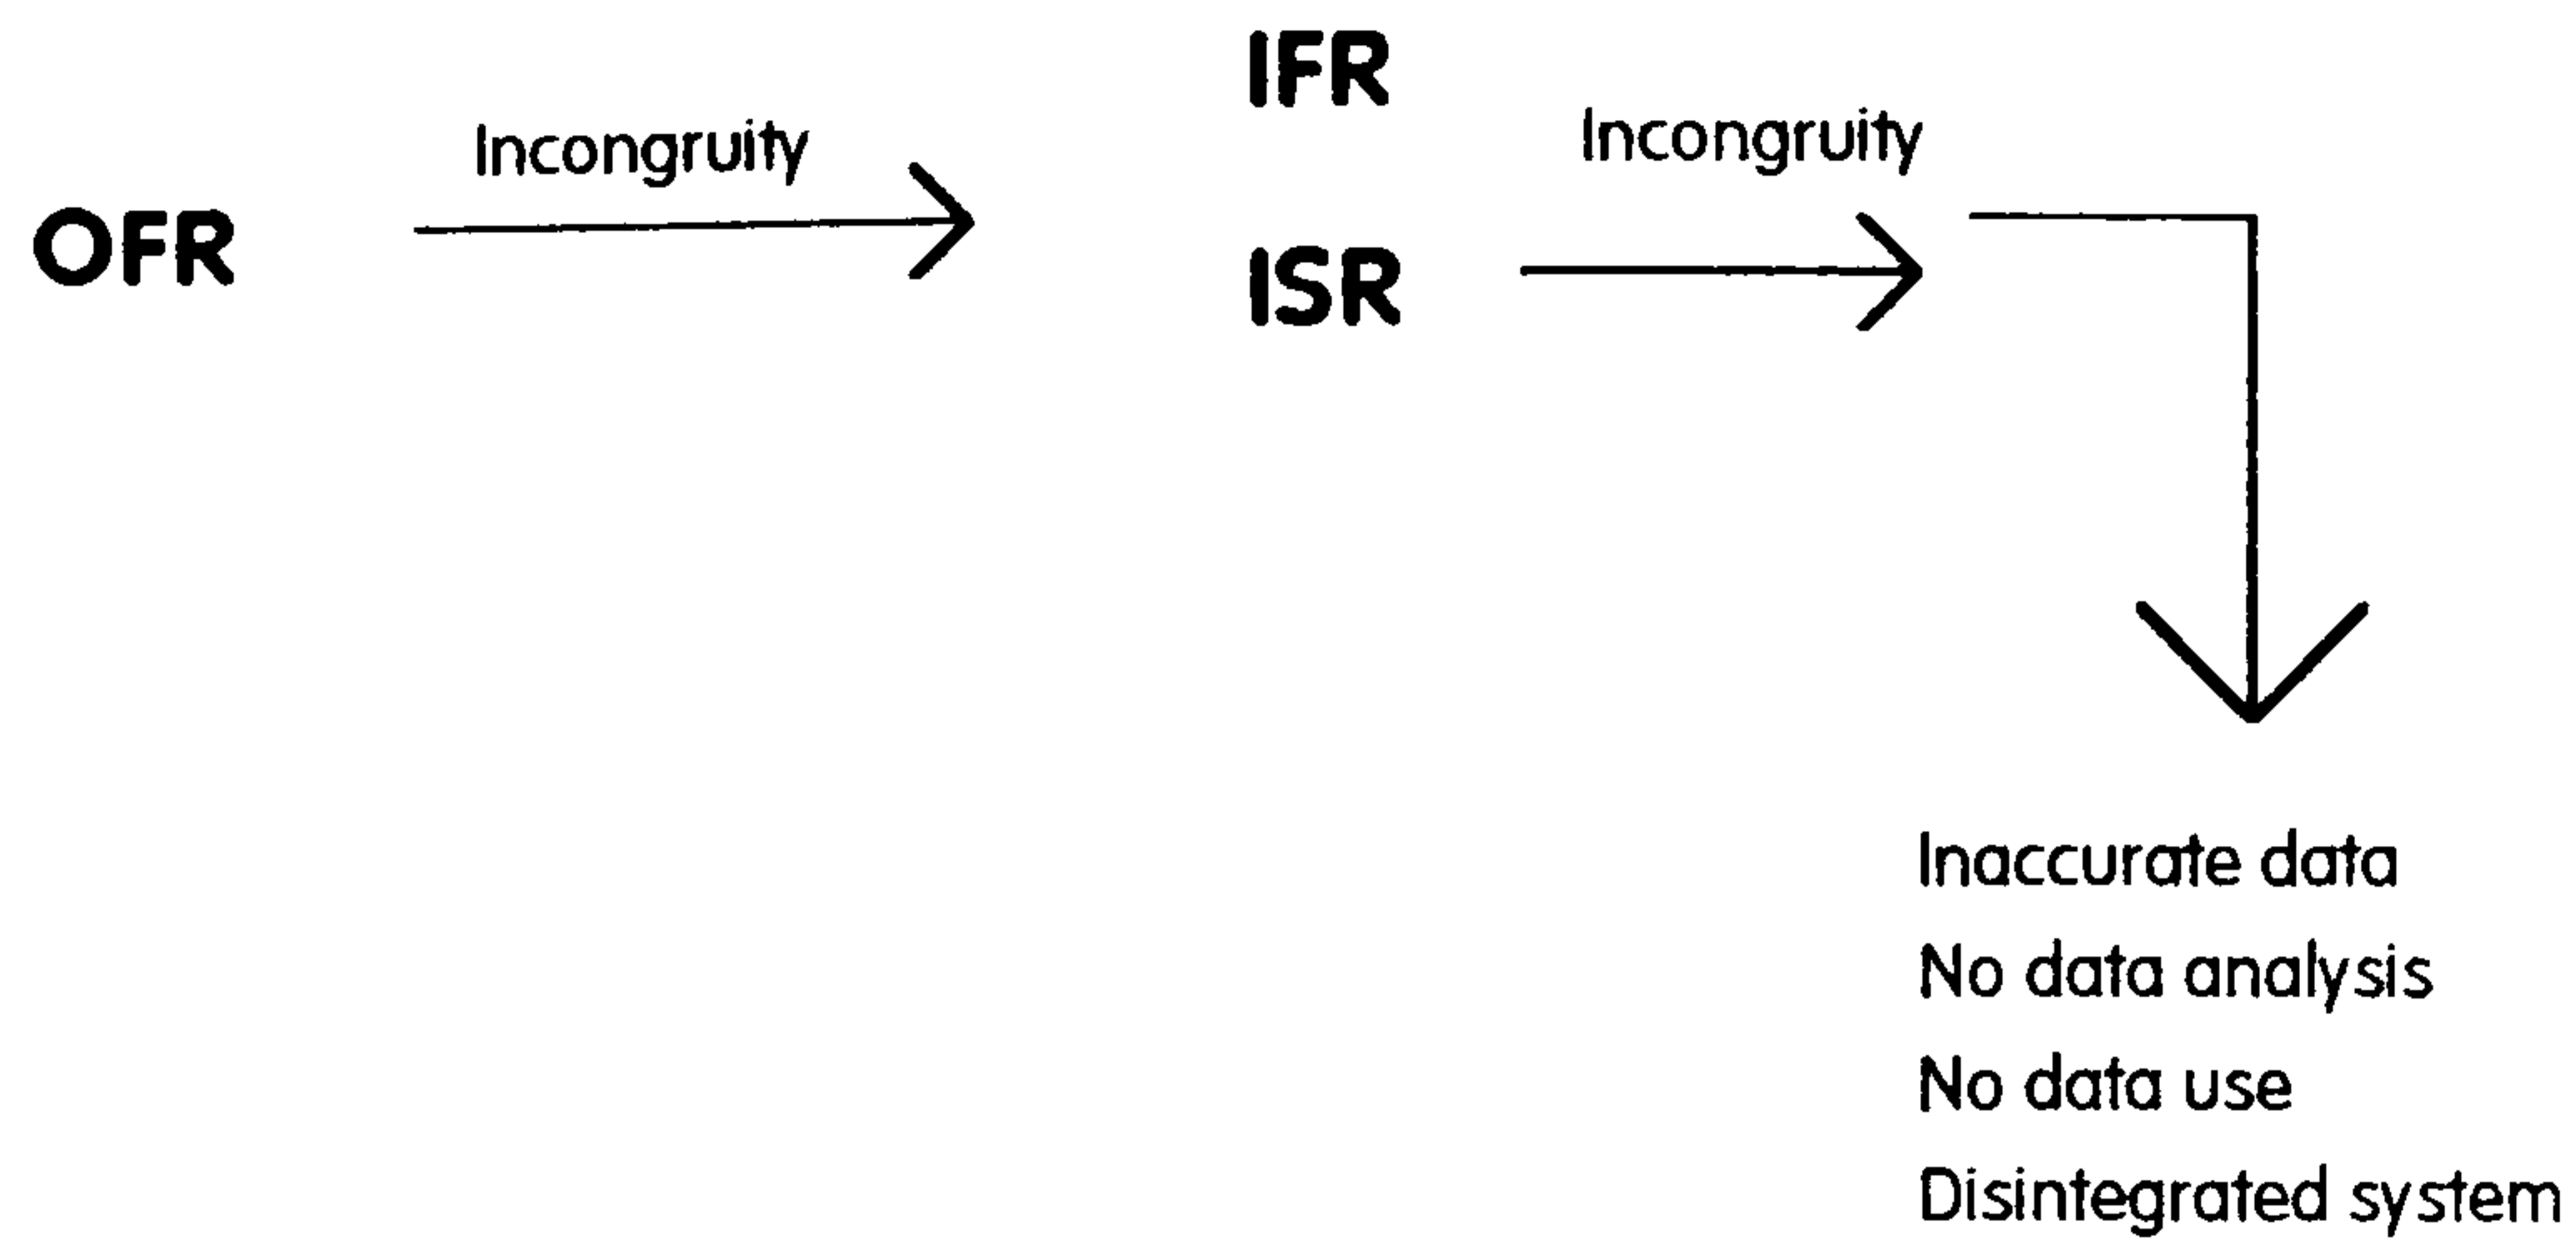 IFR
Incongruity
Incongruity
OFR
ISR
Inaccurate data
No data analysis
No data use
Disintegrated system